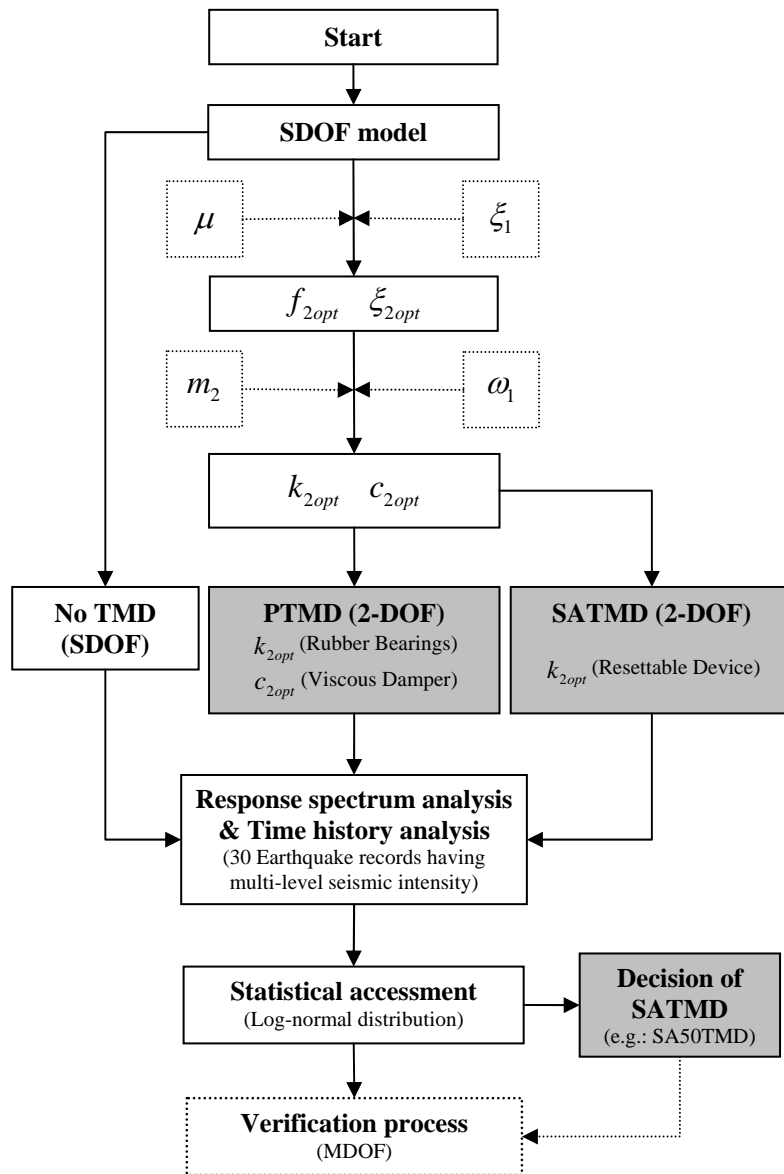 Start
SDOF model
μ
ξ₁
f₂ₒₚₜ ξ₂ₒₚₜ
m₂
ω₁
k₂ₒₚₜ c₂ₒₚₜ
No TMD
(SDOF)
PTMD (2-DOF)
k₂ₒₚₜ (Rubber Bearings)
c₂ₒₚₜ (Viscous Damper)
SATMD (2-DOF)
k₂ₒₚₜ (Resettable Device)
Response spectrum analysis
& Time history analysis
(30 Earthquake records having
multi-level seismic intensity)
Statistical accessment
(Log-normal distribution)
Decision of
SATMD
(e.g.: SA50TMD)
Verification process
(MDOF)